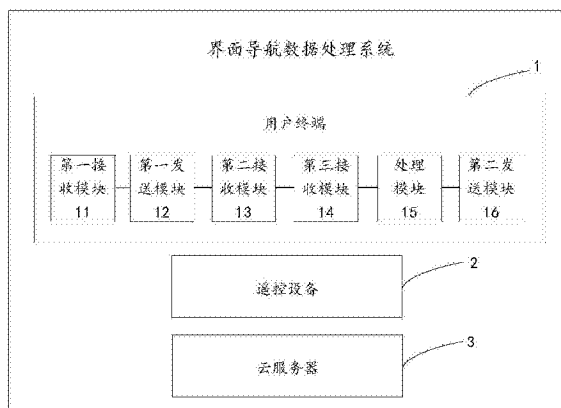 界面导航数据处理系统
1
用户终端
第一接收模块
11
第一发送模块
12
第二接收模块
13
第三接收模块
14
处理模块
15
第二发送模块
16
2
遥控设备
3
云服务器